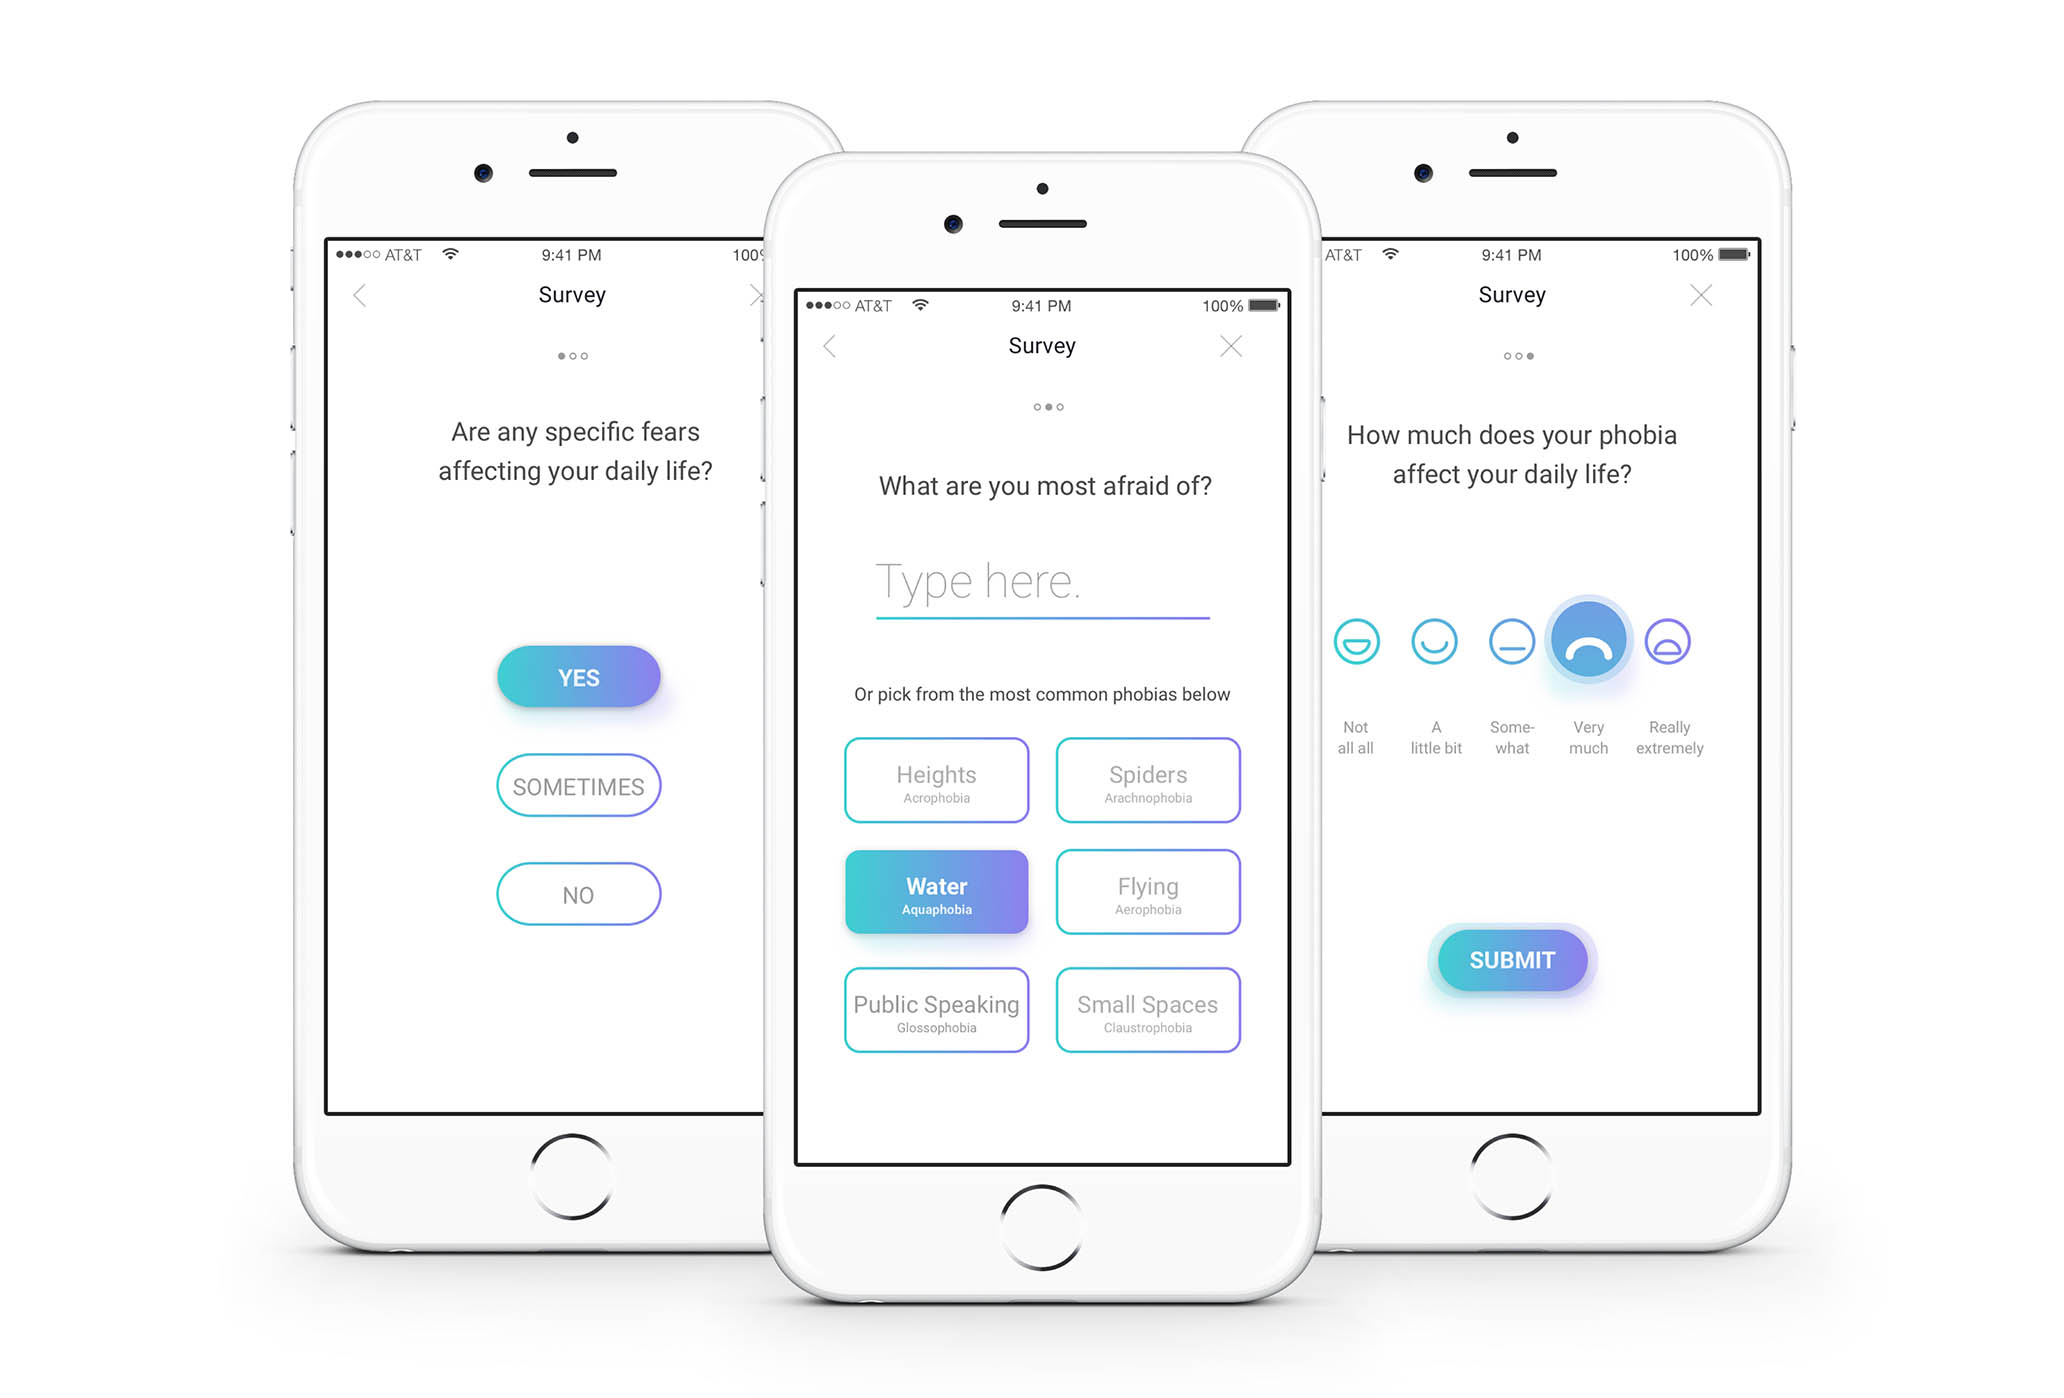 AT&T 9:41 PM 100%
Survey
Are any specific fears
affecting your daily life?
YES
SOMETIMES
NO
AT&T 9:41 PM 100%
Survey
What are you most afraid of?
Type here.
Or pick from the most common phobias below
Heights
Acrophobia
Spiders
Arachnophobia
Water
Aquaphobia
Flying
Aerophobia
Public Speaking
Glossophobia
Small Spaces
Claustrophobia
AT&T 9:41 PM 100%
Survey
How much does your phobia
affect your daily life?
Not
all all
A
little bit
Some-
what
Very
much
Really
extremely
SUBMIT